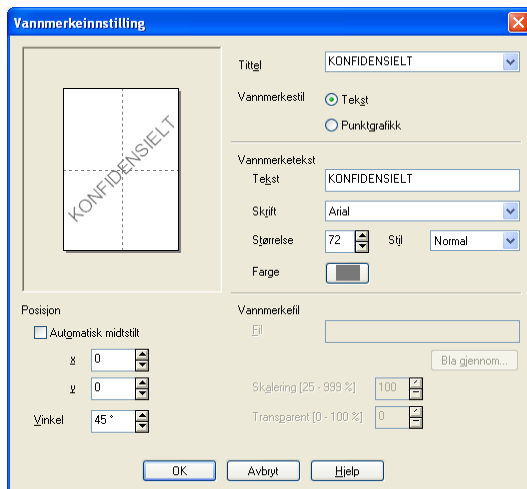 Vannmerkeinnstilling
KONFIDENSIELT
Tittel KONFIDENSIELT
Vannmerkestil Tekst
Punktgrafikk
Vannmerketekst
Tekst KONFIDENSIELT
Skrift Arial
Størrelse 72 Stil Normal
Farge
Posisjon
Automatisk midtstilt
x 0
y 0
Vinkel 45 °
Vannmerkefil
Fil
Bla gjennom...
Skalering [25 - 999 %] 100
Transparent [0 - 100 %] 0
OK Avbryt Hjelp